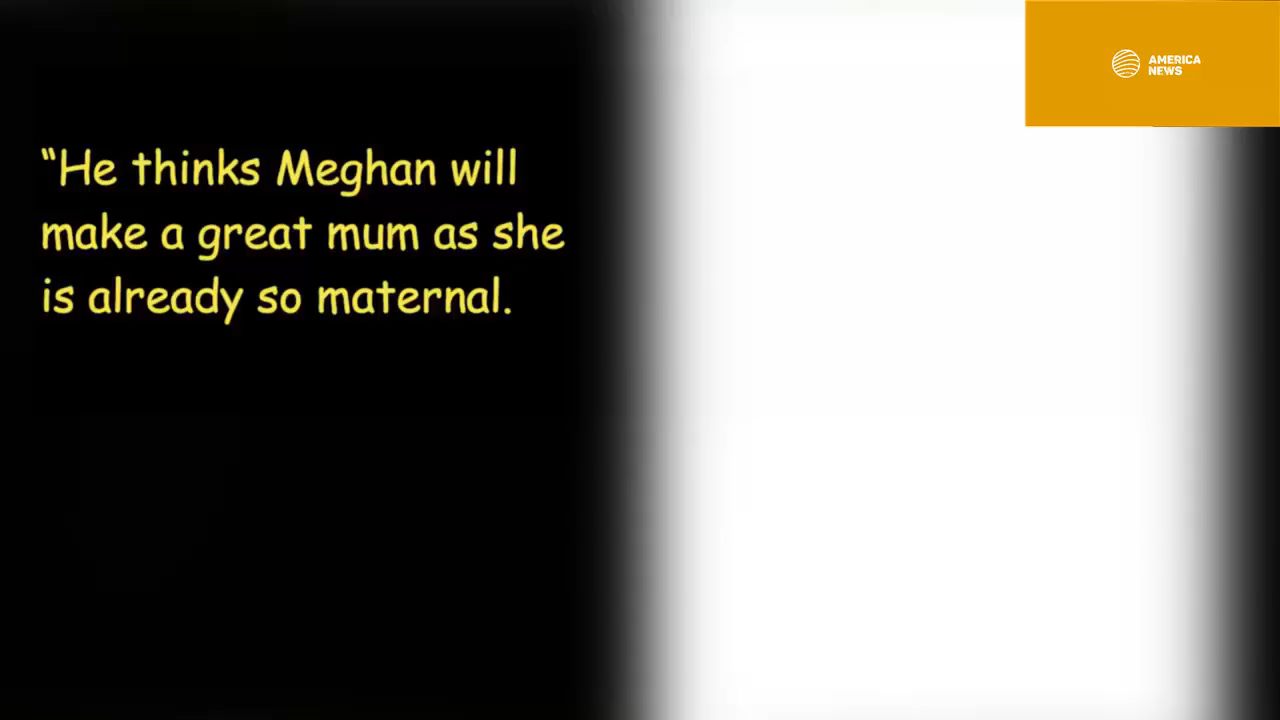 “He thinks Meghan will
make a great mum as she
is already so maternal.
AMERICA
NEWS